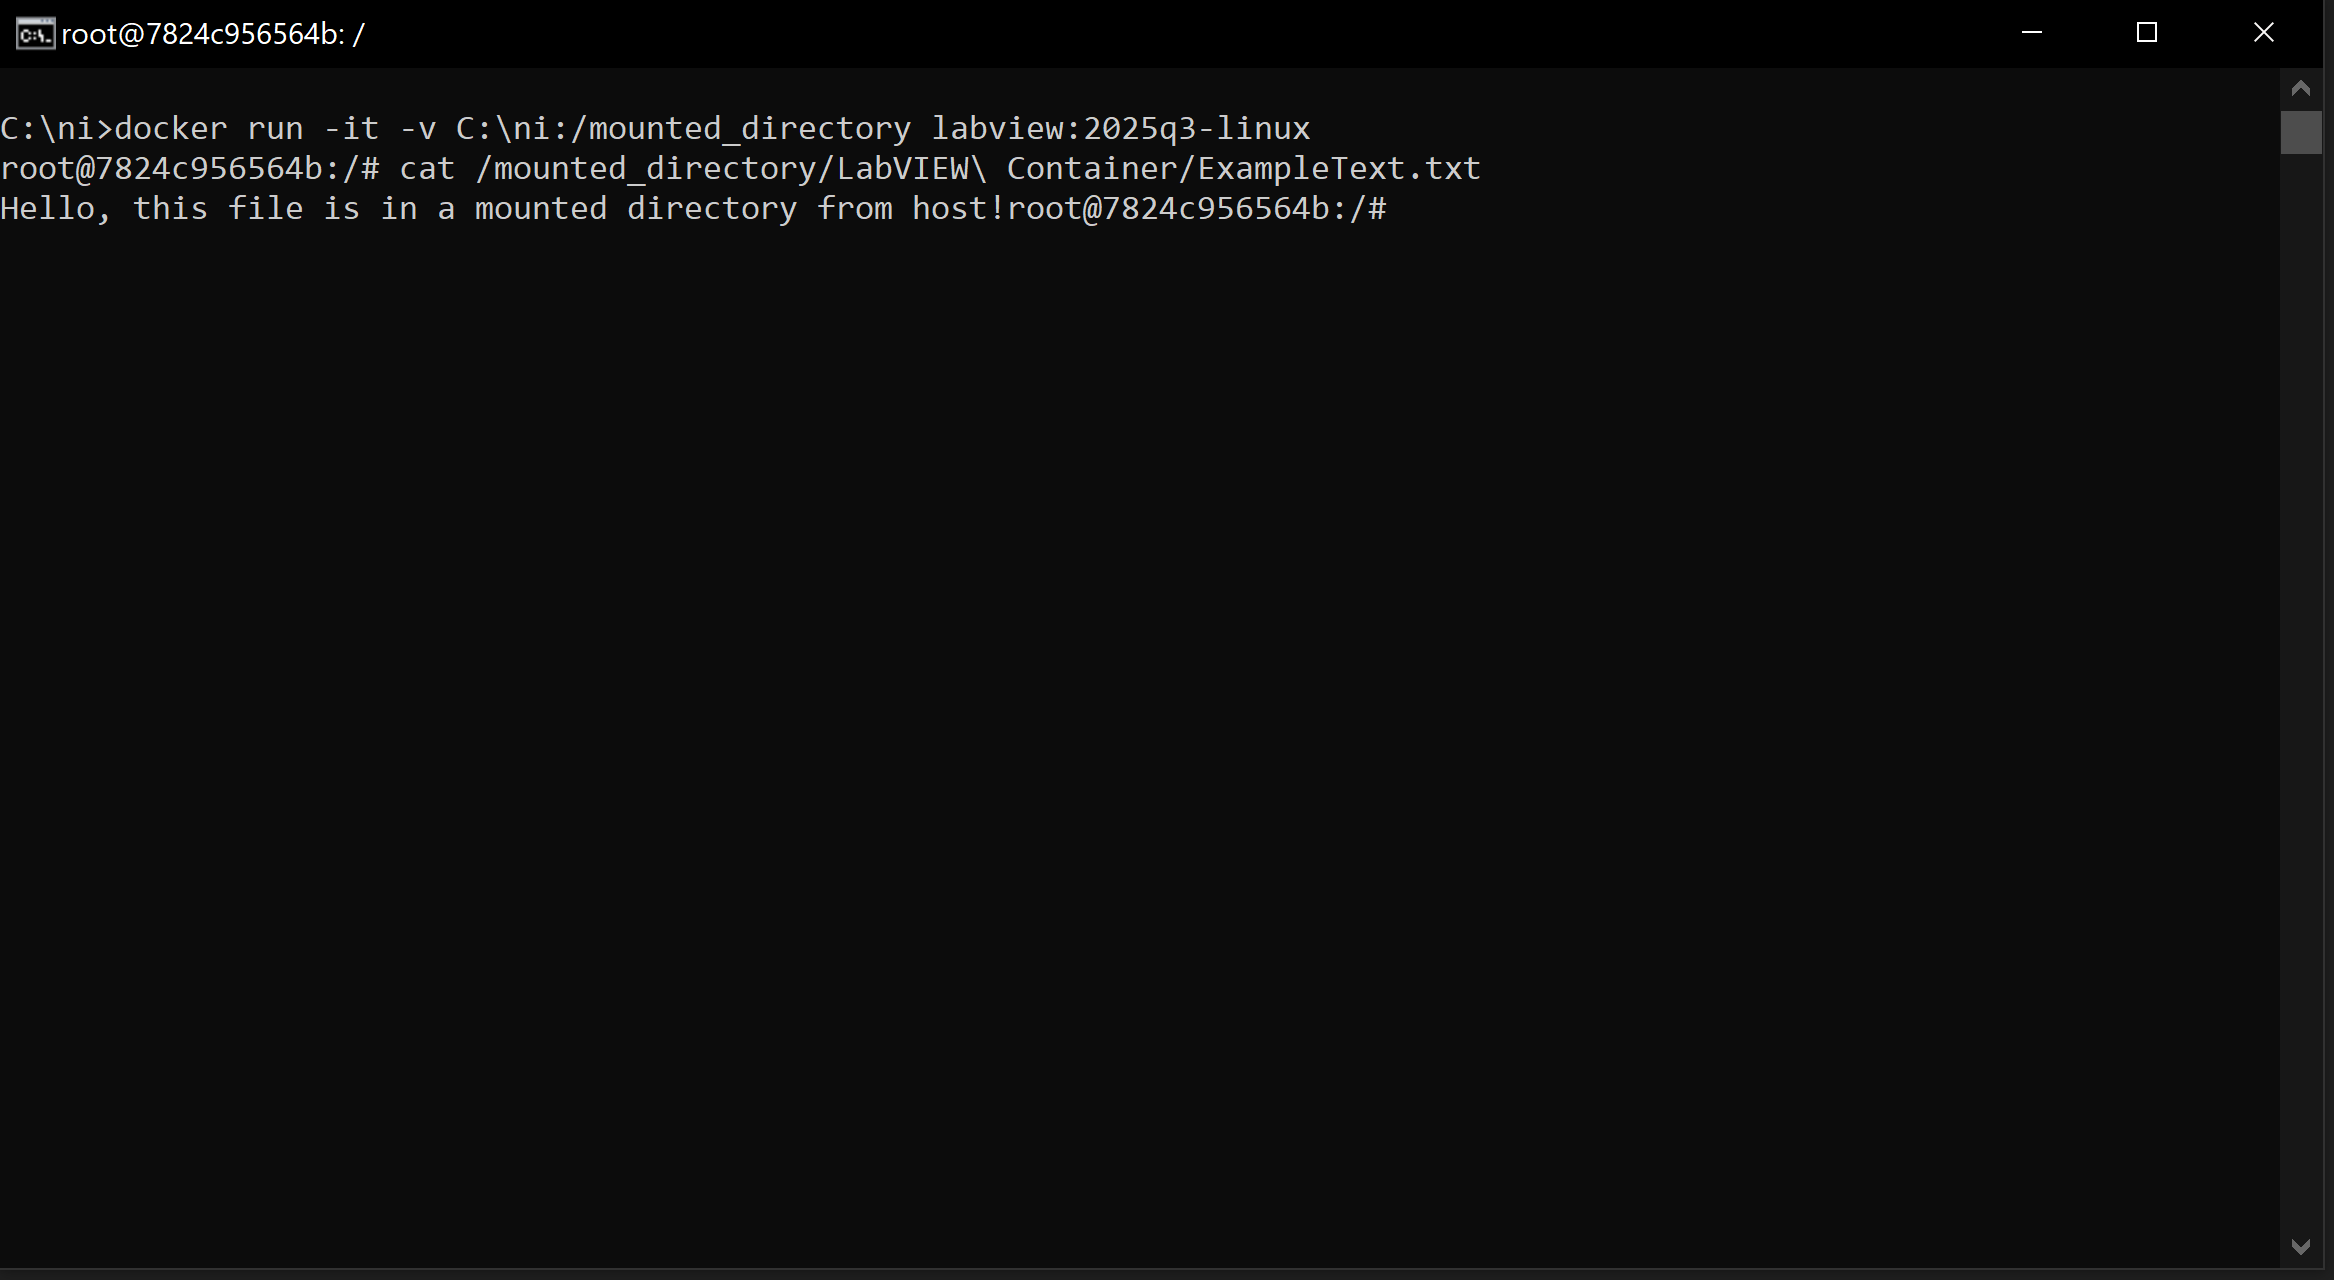 root@7824c956564b: /
C:\ni>docker run -it -v C:\ni:/mounted_directory labview:2025q3-linux
root@7824c956564b:/# cat /mounted_directory/LabVIEW\ Container/ExampleText.txt
Hello, this file is in a mounted directory from host!root@7824c956564b:/#